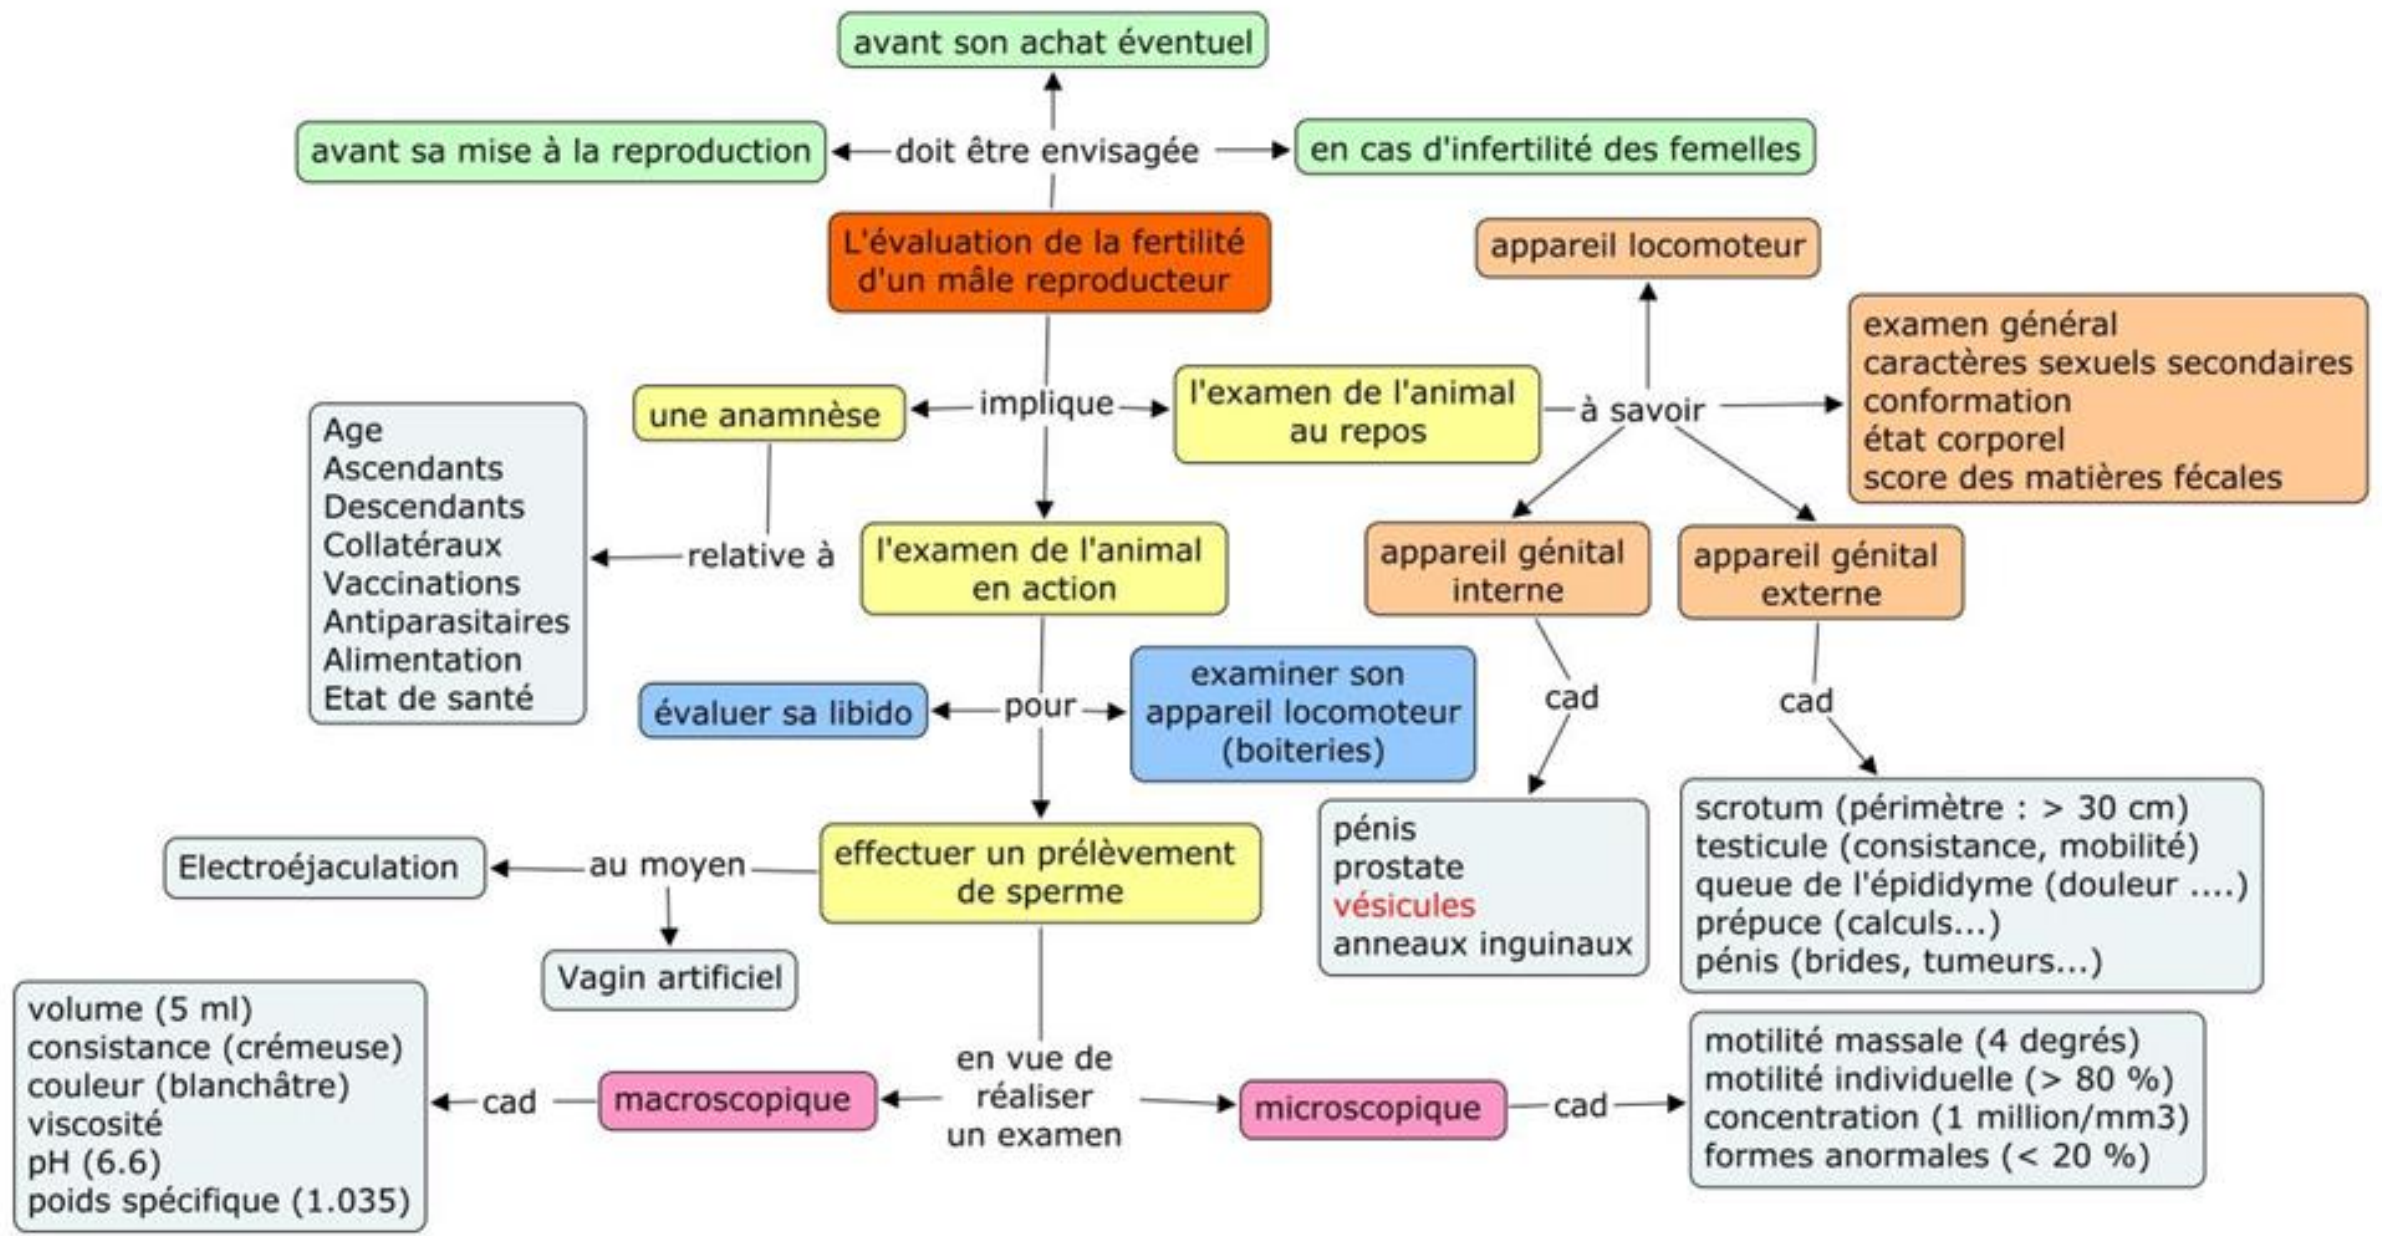 avant son achat éventuel
avant sa mise à la reproduction
doit être envisagée
en cas d'infertilité des femelles
L'évaluation de la fertilité
d'un mâle reproducteur
appareil locomoteur
examen général
caractères sexuels secondaires
conformation
état corporel
score des matières fécales
une anamnèse
implique
l'examen de l'animal
au repos
à savoir
Age
Ascendants
Descendants
Collatéraux
Vaccinations
Antiparasitaires
Alimentation
Etat de santé
relative à
l'examen de l'animal
en action
appareil génital
interne
appareil génital
externe
évaluer sa libido
pour
examiner son
appareil locomoteur
(boiteries)
cad
cad
pénis
prostate
vésicules
anneaux inguinaux
scrotum (périmètre : > 30 cm)
testicule (consistance, mobilité)
queue de l'épididyme (douleur ....)
prépuce (calculs...)
pénis (brides, tumeurs...)
Electroéjaculation
au moyen
effectuer un prélèvement
de sperme
Vagin artificiel
volume (5 ml)
consistance (crémeuse)
couleur (blanchâtre)
viscosité
pH (6.6)
poids spécifique (1.035)
cad
macroscopique
en vue de
réaliser
un examen
microscopique
cad
motilité massale (4 degrés)
motilité individuelle (> 80 %)
concentration (1 million/mm3)
formes anormales (< 20 %)